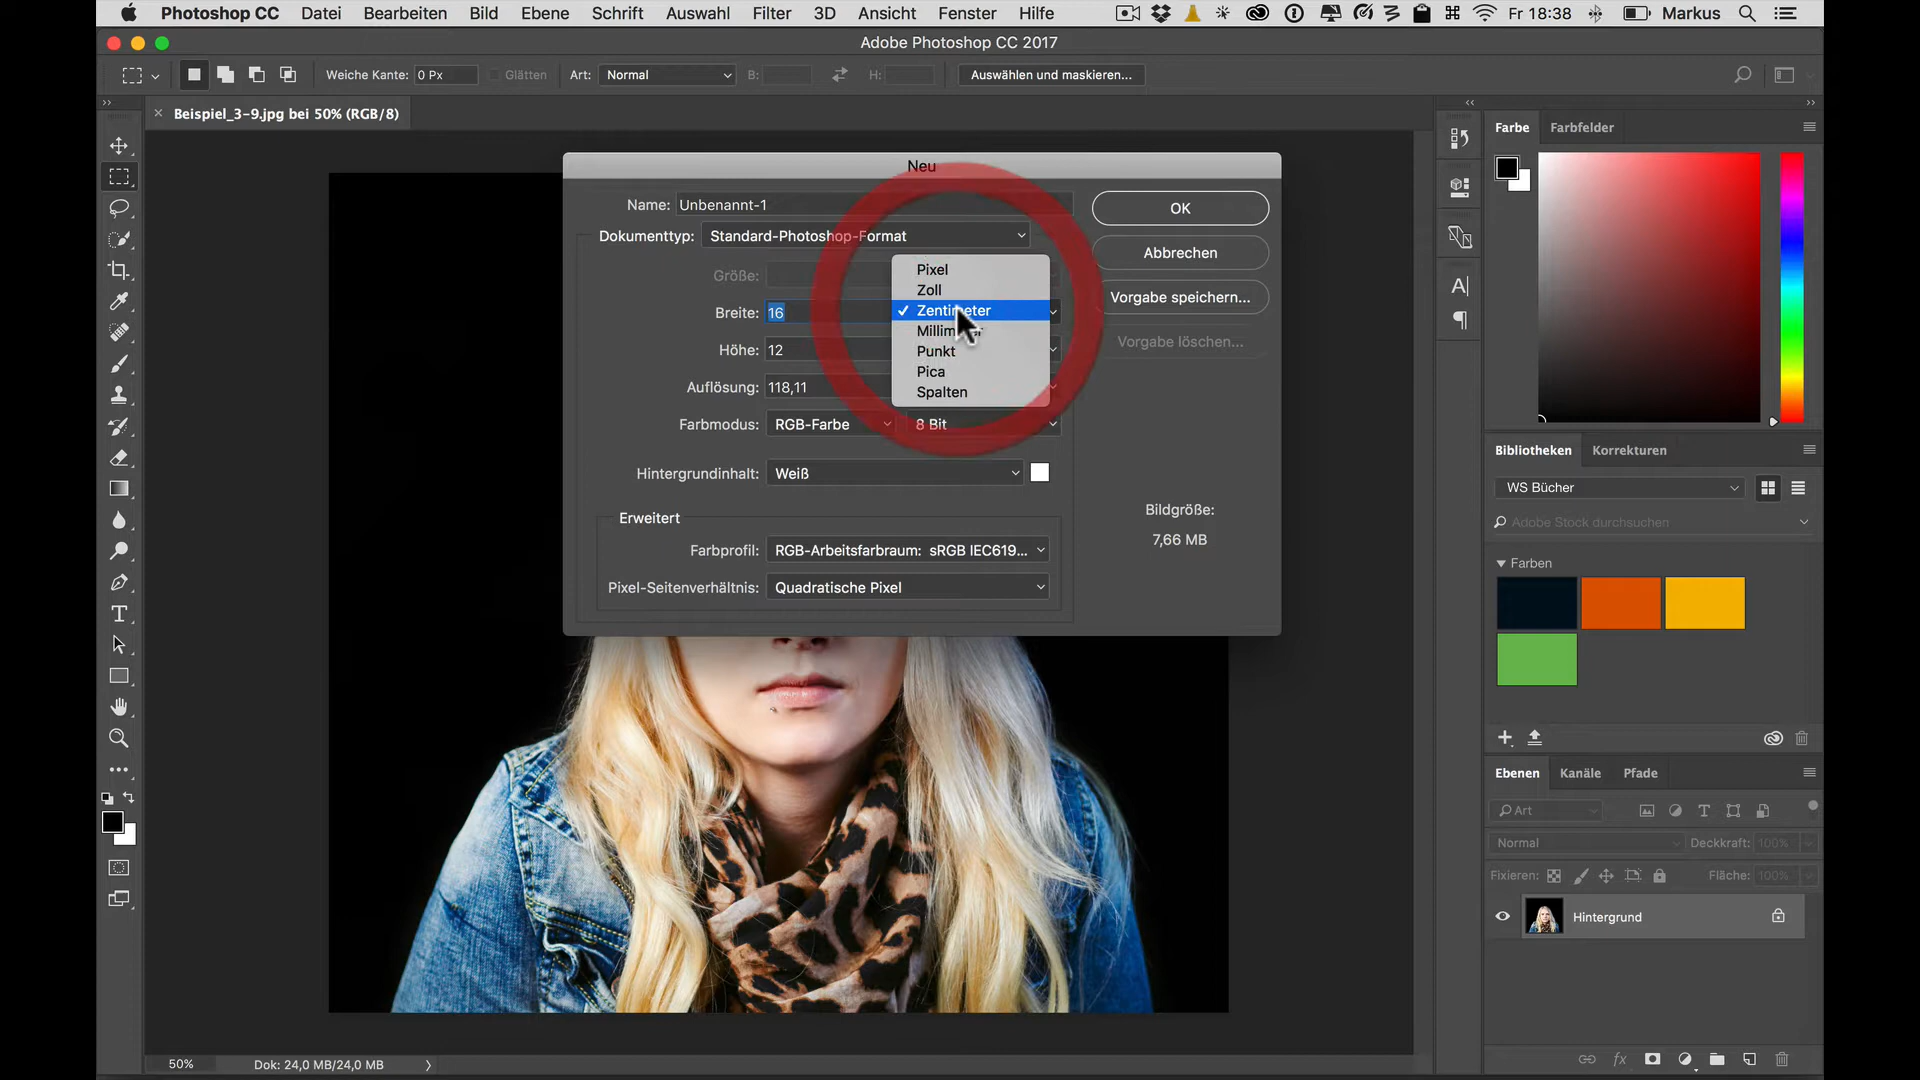 Photoshop CC Datei Bearbeiten Bild Ebene Schrift Auswahl Filter 3D Ansicht Fenster Hilfe Fr 18:38 Markus
Adobe Photoshop CC 2017
Weiche Kante: 0 Px Glätten Art: Normal B: H: Auswählen und maskieren...
Beispiel_3-9.jpg bei 50% (RGB/8)
Farbe Farbfelder
Neu
Name: Unbenannt-1
OK
Dokumenttyp: Standard-Photoshop-Format
Abbrechen
Größe:
Pixel
Zoll
Vorgabe speichern...
Breite: 16
Zentimeter
Vorgabe löschen...
Höhe: 12
Punkt
Pica
Auflösung: 118,11
Spalten
Farbmodus: RGB-Farbe 8 Bit
Hintergrundinhalt: Weiß
Bildgröße:
7,66 MB
Erweitert
Farbprofil: RGB-Arbeitsfarbraum: sRGB IEC619...
Pixel-Seitenverhältnis: Quadratische Pixel
Bibliotheken Korrekturen
WS Bücher
Adobe Stock durchsuchen
Farben
Ebenen Kanäle Pfade
Art
Normal Deckkraft: 100%
Fixieren: Fläche: 100%
Hintergrund
fx
50% Dok: 24,0 MB/24,0 MB